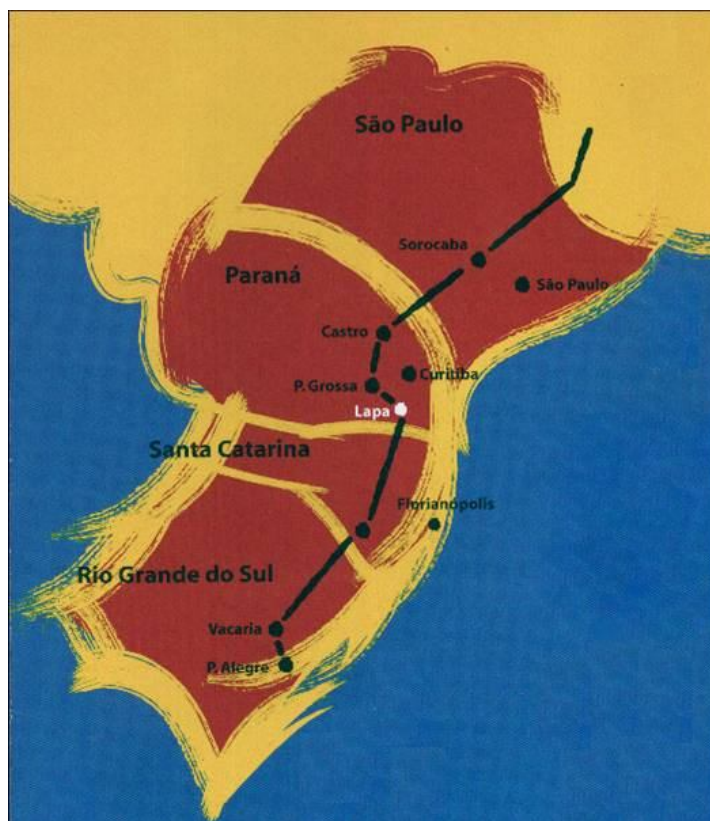 São Paulo
Sorocaba
São Paulo
Paraná
Castro
Curitiba
P. Grossa
Lapa
Santa Catarina
Florianópolis
Rio Grande do Sul
Vacaria
P. Alegre